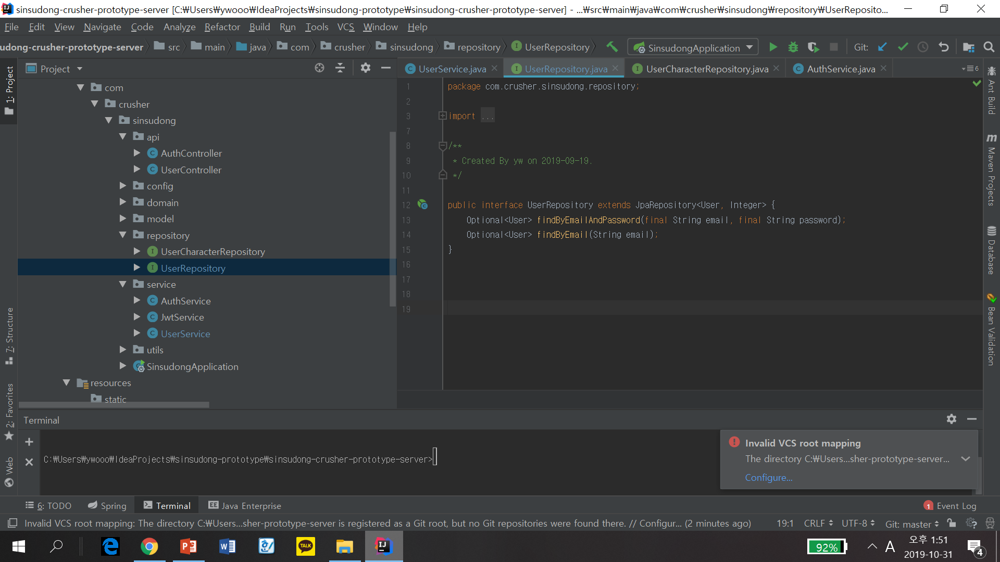 sinsudong-crusher-prototype-server [C:₩Users₩ywooo₩IdeaProjects₩sinsudong-prototype₩sinsudong-crusher-prototype-server] - ...₩src₩main₩java₩com₩crusher₩sinsudong₩repository₩UserReposito...
File Edit View Navigate Code Analyze Refactor Build Run Tools VCS Window Help
udong-crusher-prototype-server src main java com crusher sinsudong repository UserRepository SinsudongApplication Git:
1: Project
Project
UserService.java UserRepository.java UserCharacterRepository.java AuthService.java 6
com
crusher
sinsudong
api
AuthController
UserController
config
domain
model
repository
UserCharacterRepository
UserRepository
service
AuthService
JwtService
UserService
utils
SinsudongApplication
resources
static
1 package com.crusher.sinsudong.repository;
2
3 import ...
7
8 /**
9 * Created By yw on 2019-09-19.
10 */
11
12 public interface UserRepository extends JpaRepository<User, Integer> {
13 Optional<User> findByEmailAndPassword(final String email, final String password);
14 Optional<User> findByEmail(String email);
15 }
16
17
18
19
Ant Build
Maven Projects
Database
Bean Validation
7: Structure
2: Favorites
Web
Terminal
C:₩Users₩ywooo₩IdeaProjects₩sinsudong-prototype₩sinsudong-crusher-prototype-server>
Invalid VCS root mapping
The directory C:₩Users...sher-prototype-server...
Configure...
6: TODO Spring Terminal Java Enterprise 1 Event Log
Invalid VCS root mapping: The directory C:₩Users...sher-prototype-server is registered as a Git root, but no Git repositories were found there. // Configur... (2 minutes ago) 19:1 CRLF UTF-8 Git: master
TALK
92% A 오후 1:51
2019-10-31
4